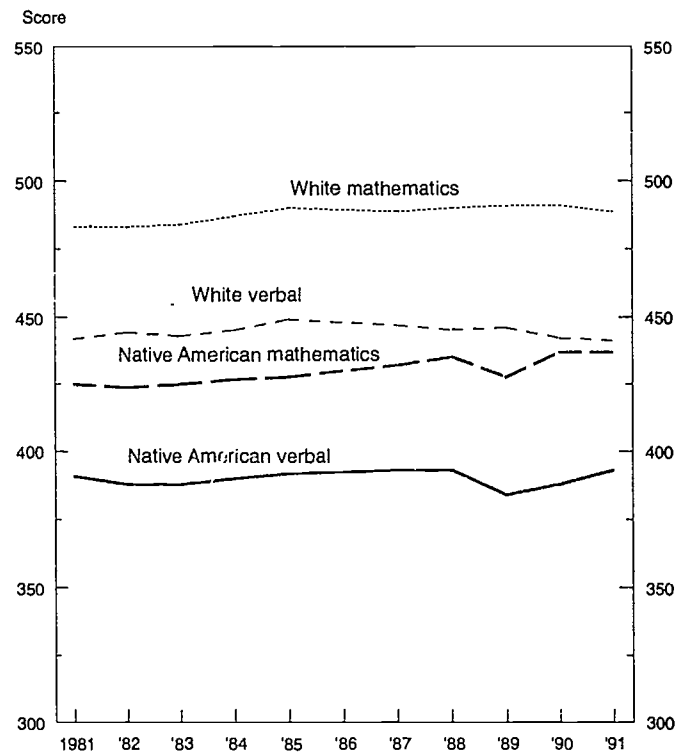 Score
550 550
White mathematics
500 500
White verbal
450 450
Native American mathematics
Native American verbal
400 400
350 350
300 300
1981 '82 '83 '84 '85 '86 '87 '88 '89 '90 '91